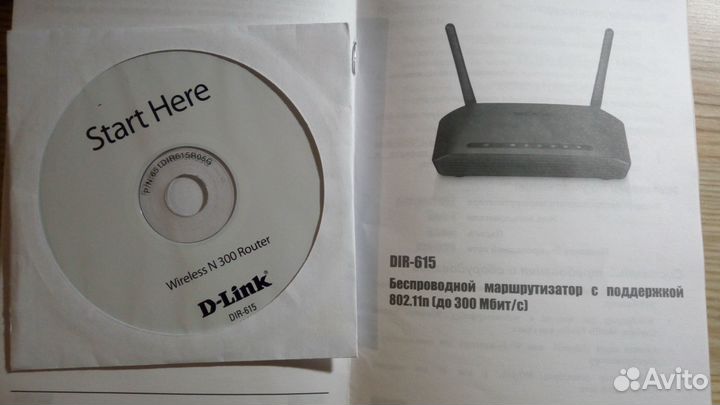 Start Here
P/N:651DIR615R06G
Wireless N 300 Router
D-Link
DIR-615
DIR-615
Беспроводной маршрутизатор с поддержкой
802.11n (до 300 Мбит/с)
Avito